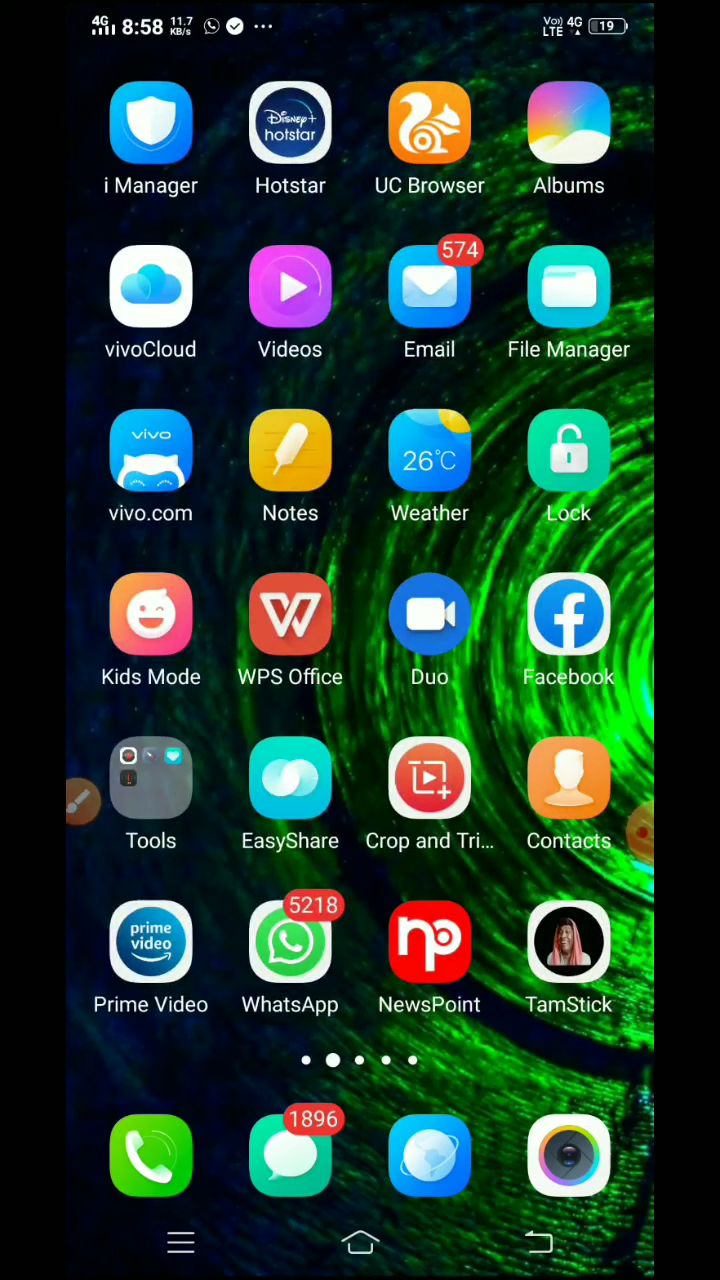 4G 8:58 11.7 KB/s Vo) LTE 4G 19
Disney+ hotstar
i Manager Hotstar UC Browser Albums
574
vivoCloud Videos Email File Manager
vivo 26°C
vivo.com Notes Weather Lock
Kids Mode WPS Office Duo Facebook
Tools EasyShare Crop and Tri... Contacts
5218
prime video np
Prime Video WhatsApp NewsPoint TamStick
1896